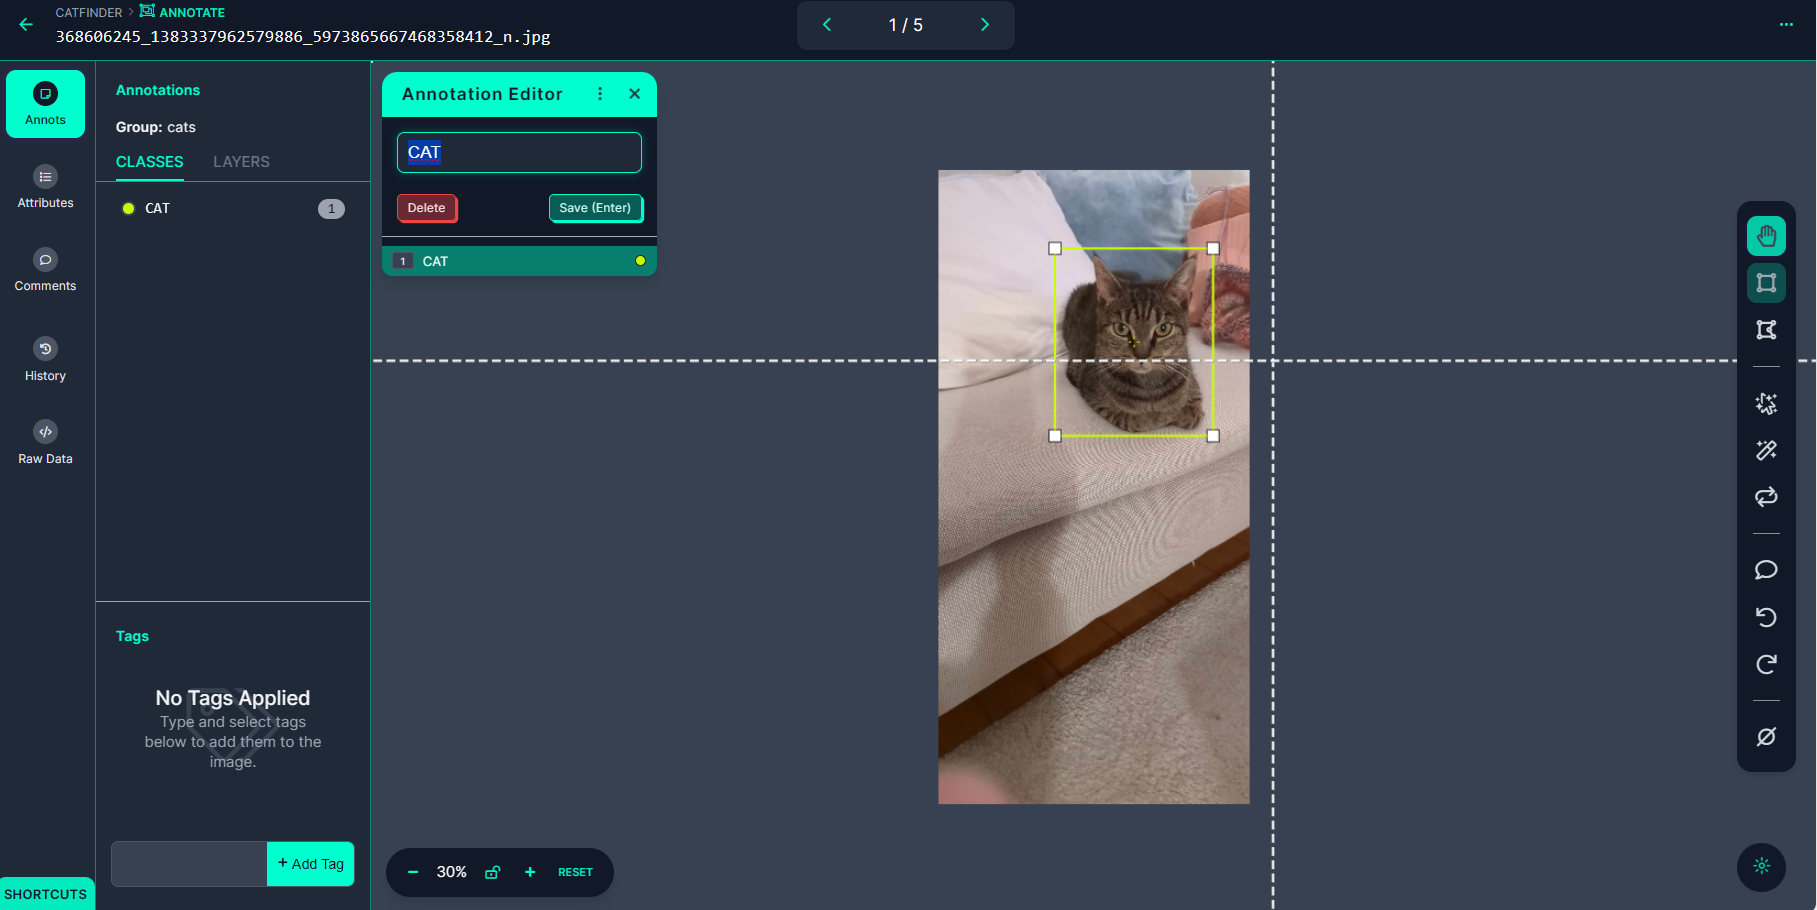 CATFINDER > ANNOTATE
368606245_1383337962579886_5973865667468358412_n.jpg
1 / 5
Annots
Attributes
Comments
History
Raw Data
SHORTCUTS
Annotations
Group: cats
CLASSES LAYERS
CAT 1
Tags
No Tags Applied
Type and select tags
below to add them to the
image.
+ Add Tag
Annotation Editor
CAT
Delete Save (Enter)
1 CAT
30% RESET